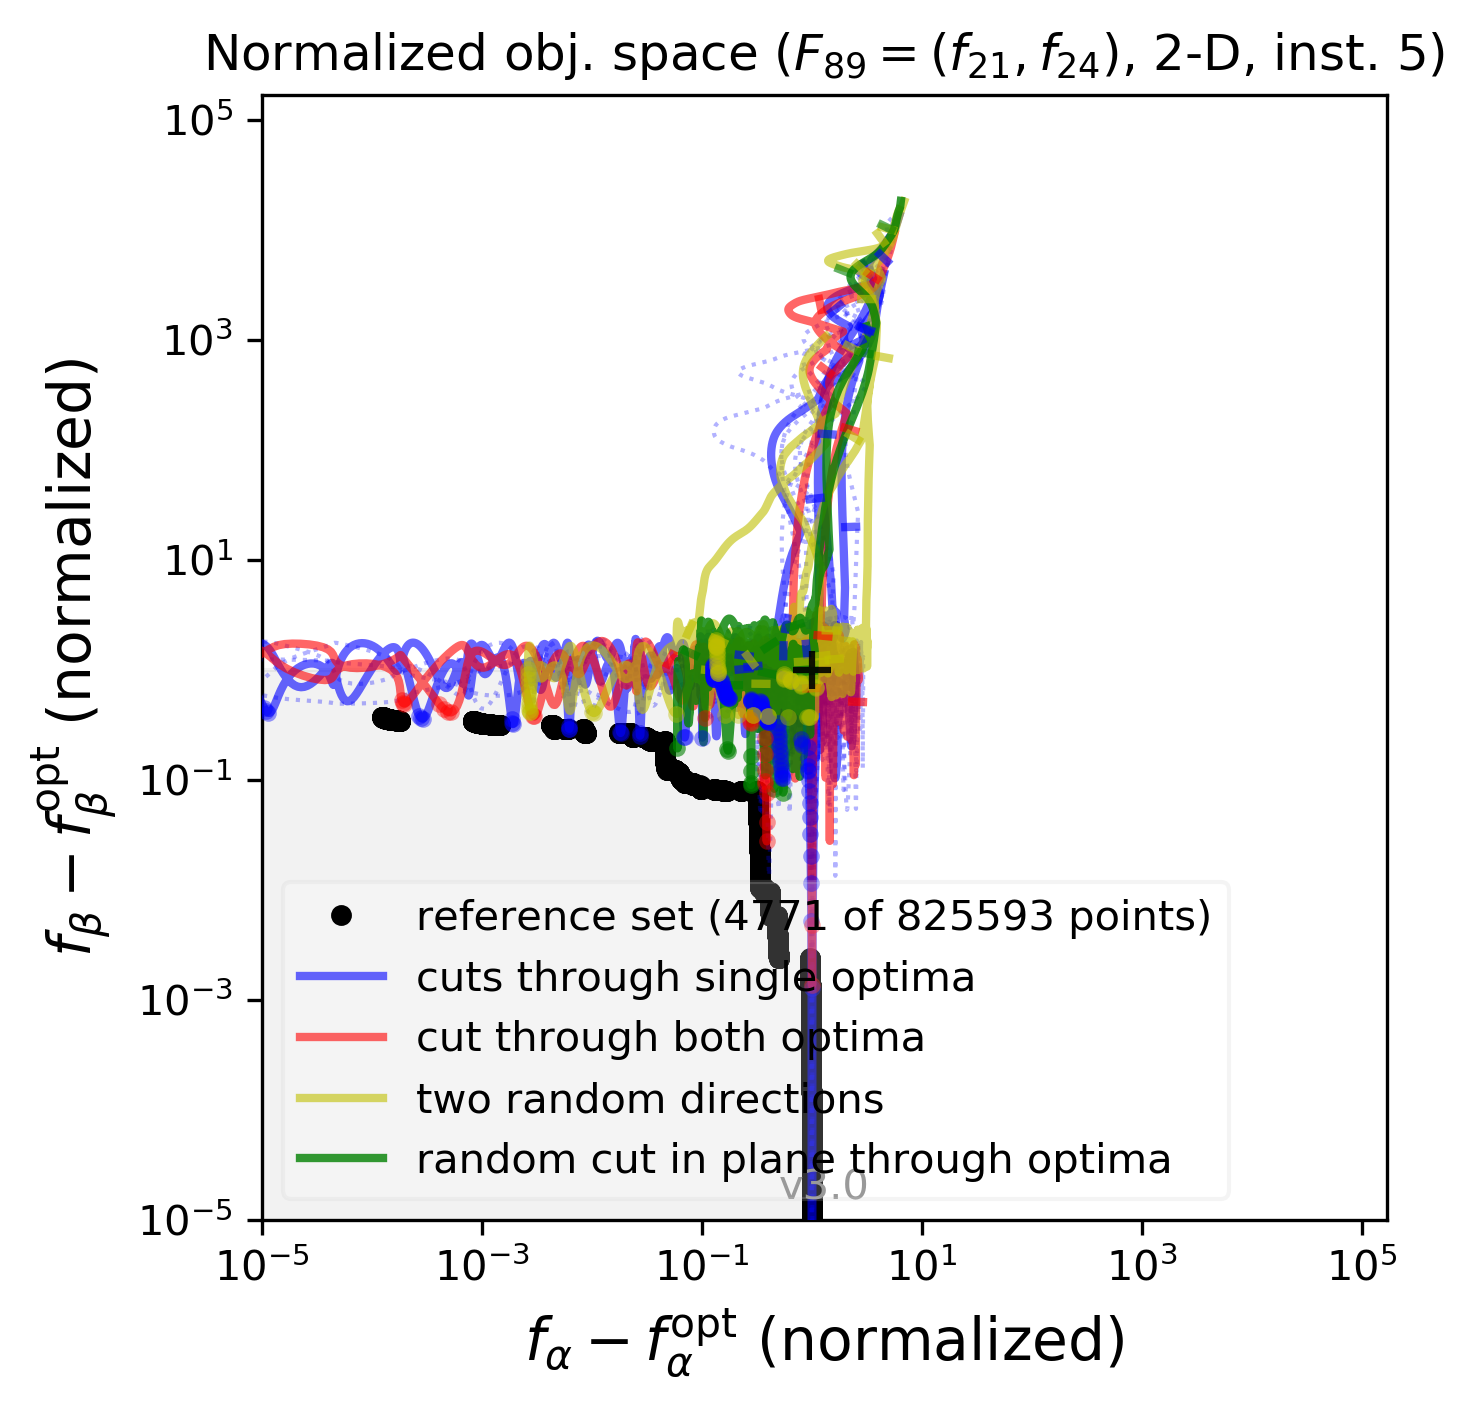 Normalized obj. space (F₈₉ = (f₂₁, f₂₄), 2-D, inst. 5)
10⁵
10³
10¹
10⁻¹
10⁻³
10⁻⁵
f_β − f_β^opt (normalized)
reference set (4771 of 825593 points)
cuts through single optima
cut through both optima
two random directions
random cut in plane through optima
v3.0
10⁻⁵ 10⁻³ 10⁻¹ 10¹ 10³ 10⁵
f_α − f_α^opt (normalized)